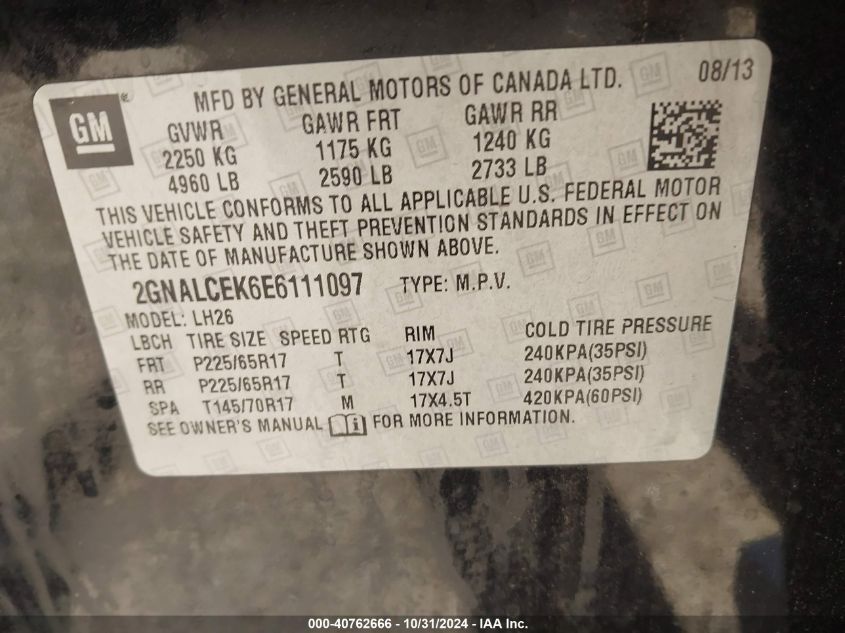 GM®
MFD BY GENERAL MOTORS OF CANADA LTD. 08/13
GVWR GAWR FRT GAWR RR
2250 KG 1175 KG 1240 KG
4960 LB 2590 LB 2733 LB
THIS VEHICLE CONFORMS TO ALL APPLICABLE U.S. FEDERAL MOTOR
VEHICLE SAFETY AND THEFT PREVENTION STANDARDS IN EFFECT ON
THE DATE OF MANUFACTURE SHOWN ABOVE.
2GNALCEK6E6111097 TYPE: M.P.V.
MODEL: LH26
LBCH TIRE SIZE SPEED RTG RIM COLD TIRE PRESSURE
FRT P225/65R17 T 17X7J 240KPA(35PSI)
RR P225/65R17 T 17X7J 240KPA(35PSI)
SPA T145/70R17 M 17X4.5T 420KPA(60PSI)
SEE OWNER'S MANUAL FOR MORE INFORMATION.
000-40762666 - 10/31/2024 - IAA Inc.